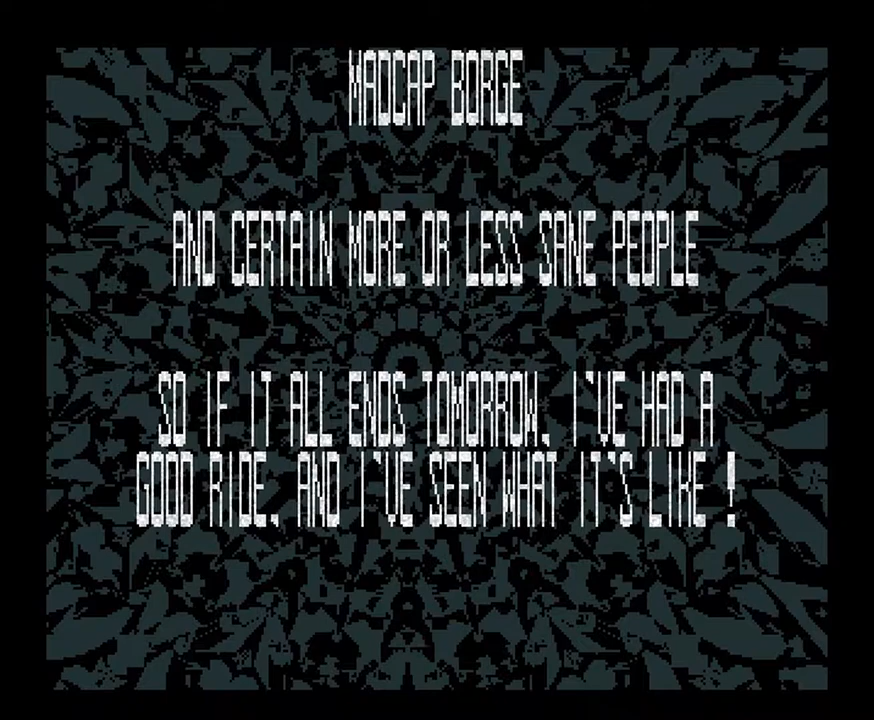 MADCAP BORGE
AND CERTAIN MORE OR LESS SANE PEOPLE
SO IF IT ALL ENDS TOMORROW, I'VE HAD A
GOOD RIDE, AND I'VE SEEN WHAT IT'S LIKE !